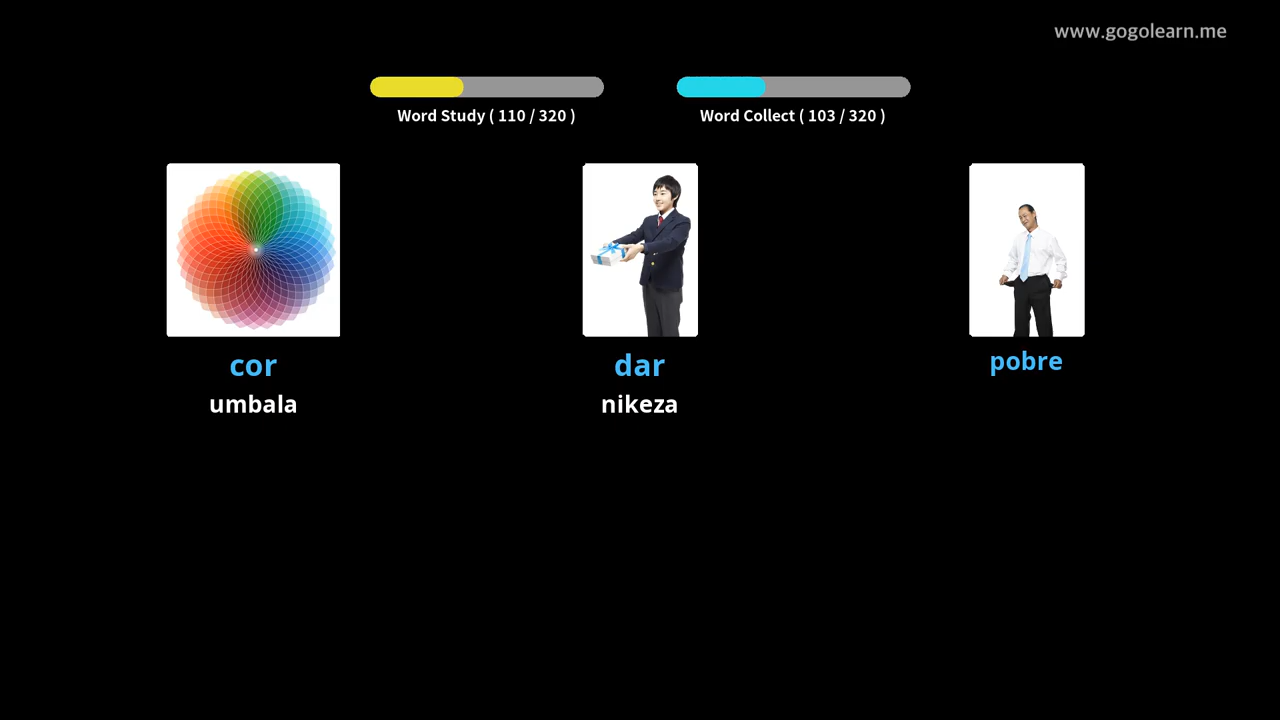 www.gogolearn.me
Word Study ( 110 / 320 )
Word Collect ( 103 / 320 )
cor
dar
pobre
umbala
nikeza